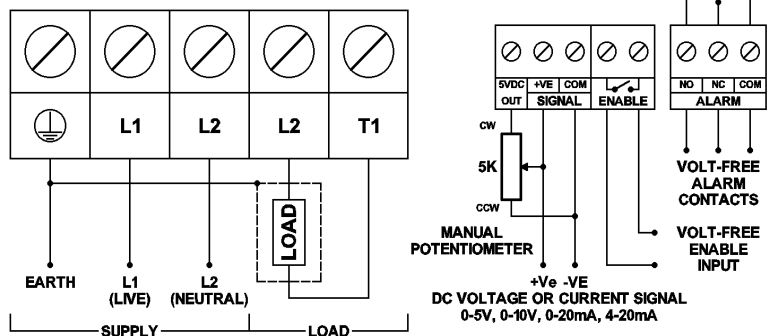 L1 L2 L2 T1
EARTH
L1
(LIVE)
L2
(NEUTRAL)
LOAD
SUPPLY LOAD
5VDC +VE COM
OUT SIGNAL ENABLE
NO NC COM
ALARM
CW
5K
CCW
MANUAL
POTENTIOMETER
VOLT-FREE
ALARM
CONTACTS
VOLT-FREE
ENABLE
INPUT
+Ve -VE
DC VOLTAGE OR CURRENT SIGNAL
0-5V, 0-10V, 0-20mA, 4-20mA